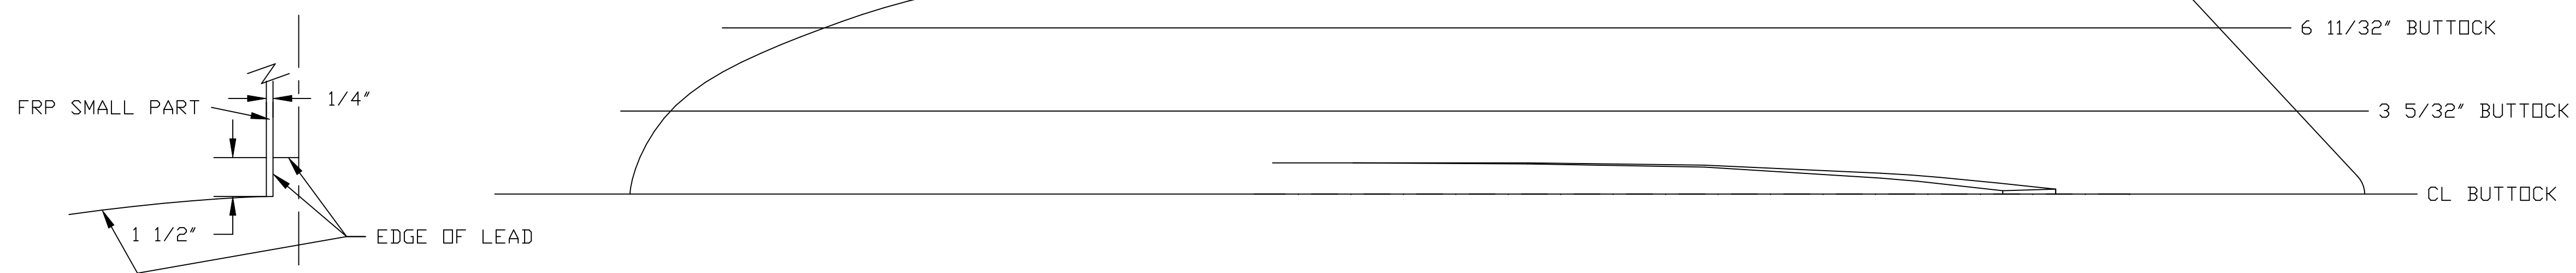 6 11/32" BUTTOCK
1/4"
FRP SMALL PART
3 5/32" BUTTOCK
CL BUTTOCK
1 1/2"
EDGE OF LEAD